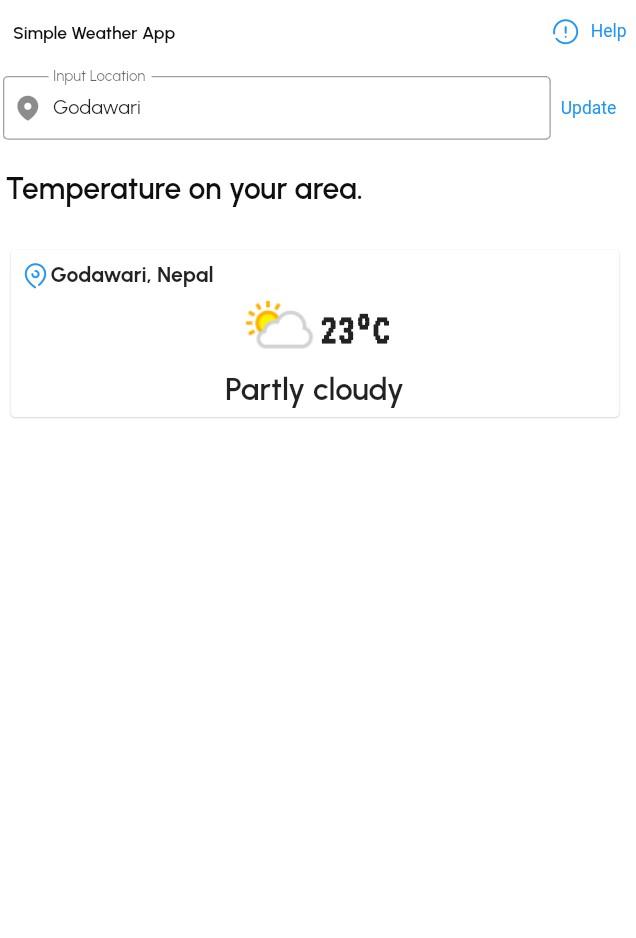 Simple Weather App
Help
Input Location
Godawari
Update
Temperature on your area.
Godawari, Nepal
23°C
Partly cloudy